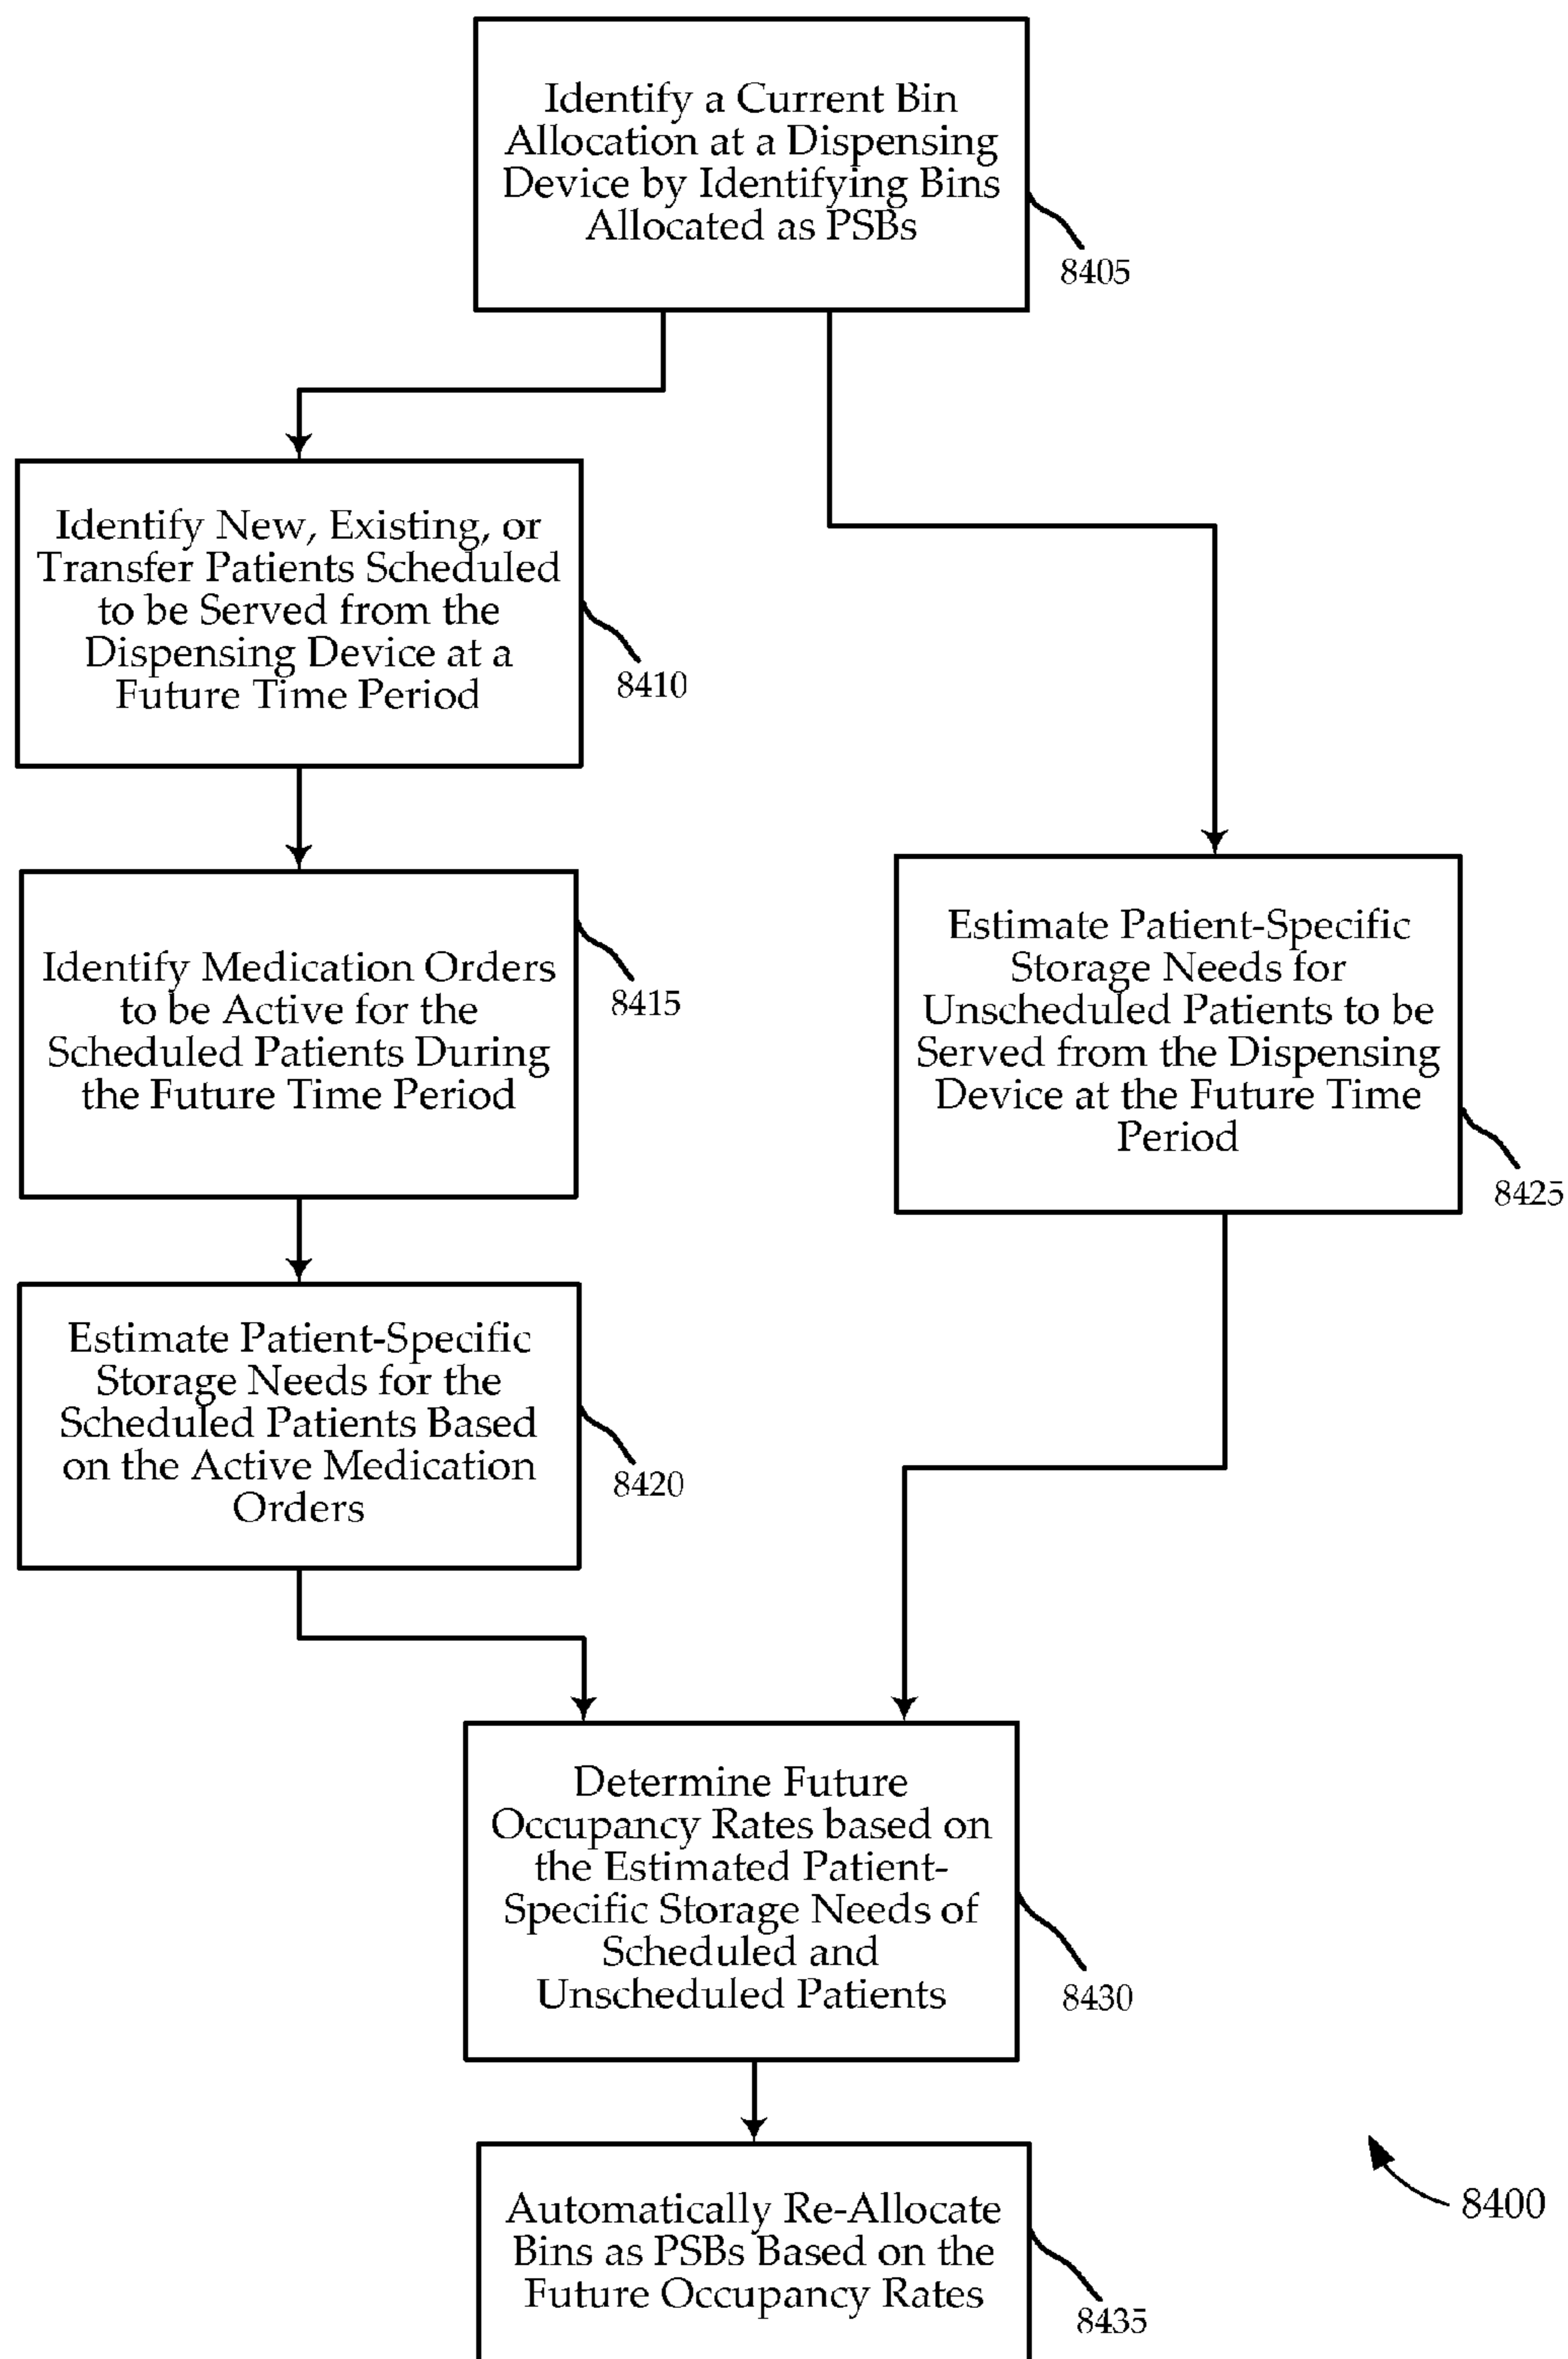 Identify a Current Bin
Allocation at a Dispensing
Device by Identifying Bins
Allocated as PSBs
8405
Identify New, Existing, or
Transfer Patients Scheduled
to be Served from the
Dispensing Device at a
Future Time Period
8410
Identify Medication Orders
to be Active for the
Scheduled Patients During
the Future Time Period
8415
Estimate Patient-Specific
Storage Needs for
Unscheduled Patients to be
Served from the Dispensing
Device at the Future Time
Period
8425
Estimate Patient-Specific
Storage Needs for the
Scheduled Patients Based
on the Active Medication
Orders
8420
Determine Future
Occupancy Rates based on
the Estimated Patient-
Specific Storage Needs of
Scheduled and
Unscheduled Patients
8430
Automatically Re-Allocate
Bins as PSBs Based on the
Future Occupancy Rates
8435
8400